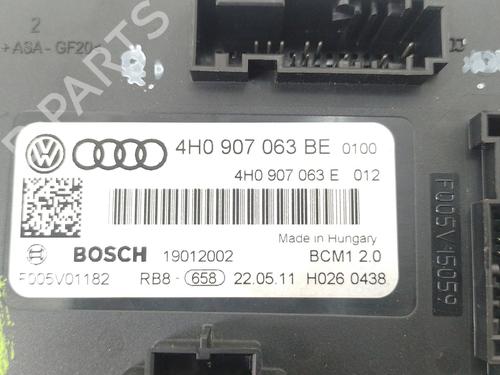 2
+ASA-GF20
4H0 907 063 BE 0100
4H0 907 063 E 012
Made in Hungary
BOSCH 19012002 BCM1 2.0
F005V01182 RB8- 658 22.05.11 H026 0438
F005V15059
B PARTS